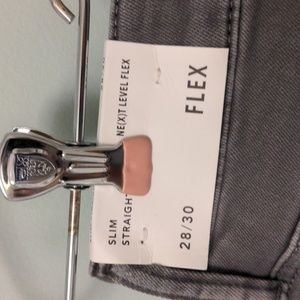 SLIM
STRAIGHT
NE(X)T LEVEL FLEX
28/30
FLEX